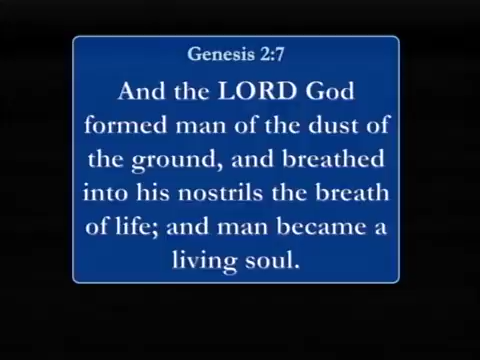 Genesis 2:7
And the LORD God
formed man of the dust of
the ground, and breathed
into his nostrils the breath
of life; and man became a
living soul.